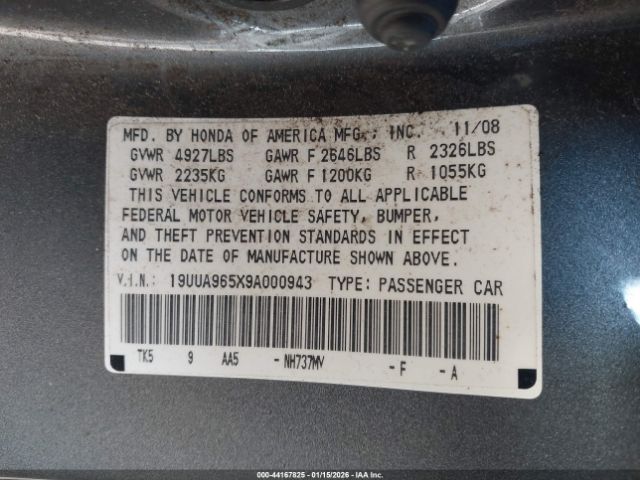 MFD. BY HONDA OF AMERICA MFG., INC. 11/08
GVWR 4927LBS GAWR F 2646LBS R 2326LBS
GVWR 2235KG GAWR F 1200KG R 1055KG
THIS VEHICLE CONFORMS TO ALL APPLICABLE
FEDERAL MOTOR VEHICLE SAFETY, BUMPER,
AND THEFT PREVENTION STANDARDS IN EFFECT
ON THE DATE OF MANUFACTURE SHOWN ABOVE.
V.I.N.: 19UUA965X9A000943 TYPE: PASSENGER CAR
TK5 9 AA5 -NH737MV -F -A
000-44167825 - 01/15/2026 - IAA Inc.